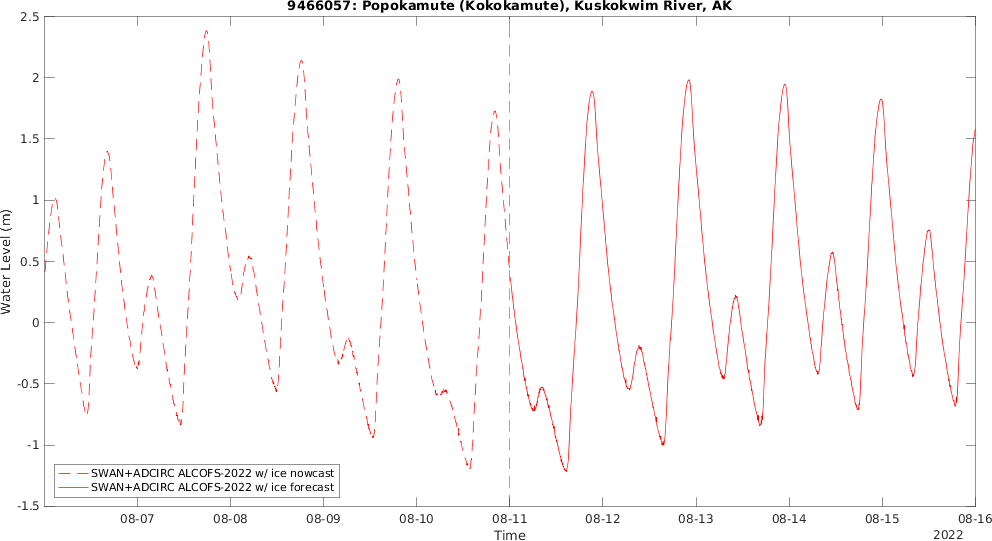 9466057: Popokamute (Kokokamute), Kuskokwim River, AK
2.5
2
1.5
1
0.5
0
-0.5
-1
-1.5
Water Level (m)
SWAN+ADCIRC ALCOFS-2022 w/ ice nowcast
SWAN+ADCIRC ALCOFS-2022 w/ ice forecast
08-07 08-08 08-09 08-10 08-11 08-12 08-13 08-14 08-15 08-16
Time
2022